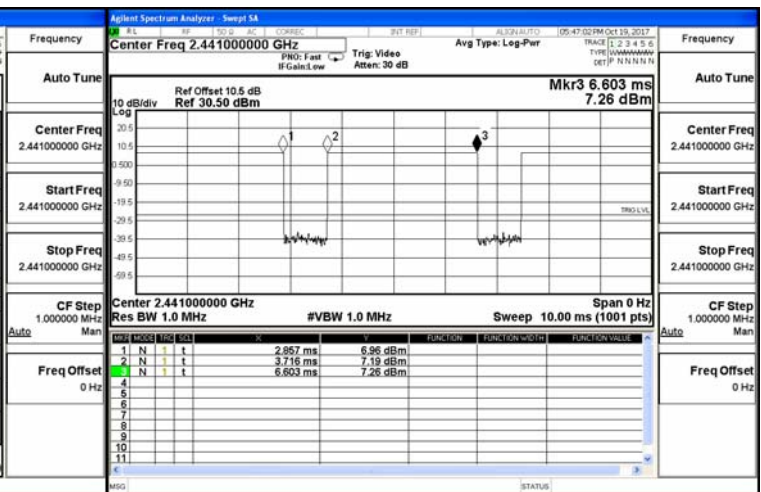 Agilent Spectrum Analyzer - Swept SA
RL RF 50 Ω AC CORREC INT REF ALIGN AUTO 05:47:02 PM Oct 19, 2017
Center Freq 2.441000000 GHz
PNO: Fast
IFGain:Low
Trig: Video
Atten: 30 dB
Avg Type: Log-Pwr
TRACE 1 2 3 4 5 6
TYPE
DET P N N N N N
Ref Offset 10.5 dB
Ref 30.50 dBm
10 dB/div
Log
Mkr3 6.603 ms
7.26 dBm
20.5
10.5
0.500
-9.50
-19.5
-29.5
-39.5
-49.5
-59.5
1
2
3
TRIG LVL
Center 2.441000000 GHz
Span 0 Hz
Res BW 1.0 MHz
#VBW 1.0 MHz
Sweep 10.00 ms (1001 pts)
MKR MODE TRC SCL X Y FUNCTION FUNCTION WIDTH FUNCTION VALUE
1 N 1 t 2.857 ms 6.96 dBm
2 N 1 t 3.716 ms 7.19 dBm
3 N 1 t 6.603 ms 7.26 dBm
4
5
6
7
8
9
10
11
MSG
STATUS
Frequency
Auto Tune
Center Freq
2.441000000 GHz
Start Freq
2.441000000 GHz
Stop Freq
2.441000000 GHz
CF Step
1.000000 MHz
Auto Man
Freq Offset
0 Hz
Frequency
Auto Tune
Center Freq
2.441000000 GHz
Start Freq
2.441000000 GHz
Stop Freq
2.441000000 GHz
CF Step
1.000000 MHz
Auto Man
Freq Offset
0 Hz